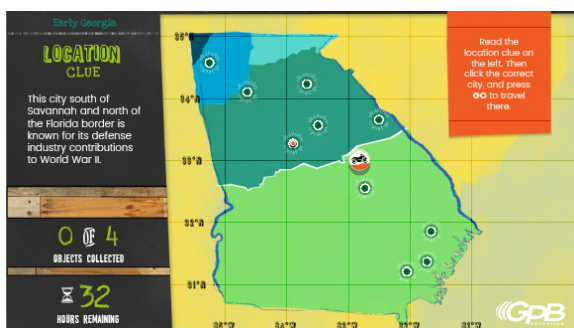 Early Georgia
LOCATION
CLUE
This city south of
Savannah and north of
the Florida border is
known for its defense
industry contributions
to World War II.
0 OF 4
OBJECTS COLLECTED
32
HOURS REMAINING
35°N
34°N
33°N
32°N
31°N
Read the
location clue on
the left. Then
click the correct
city, and press
GO to travel
there.
GPB
EDUCATION